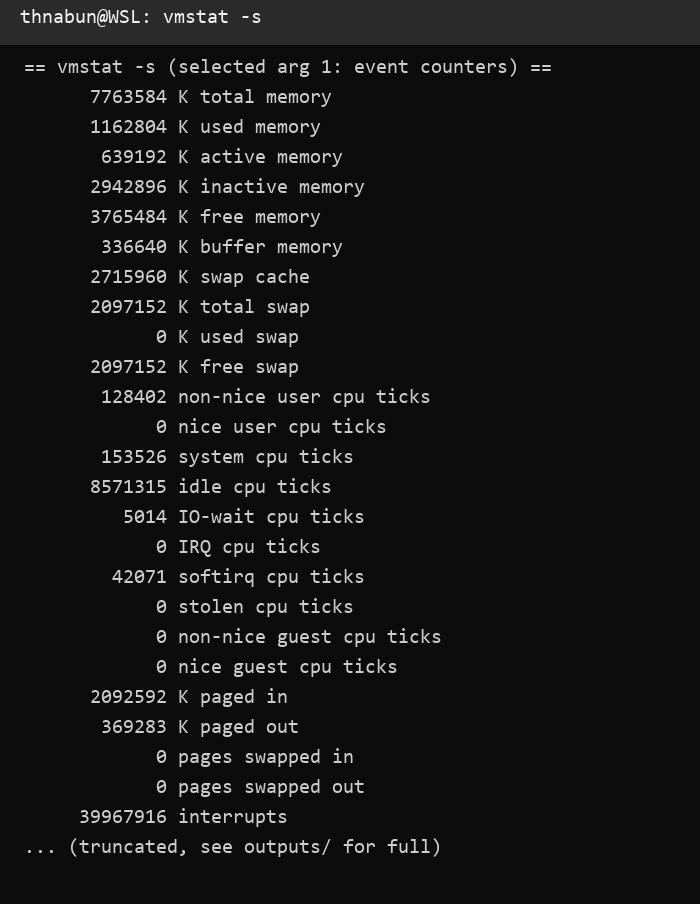 thnabun@WSL: vmstat -s
== vmstat -s (selected arg 1: event counters) ==
7763584 K total memory
1162804 K used memory
639192 K active memory
2942896 K inactive memory
3765484 K free memory
336640 K buffer memory
2715960 K swap cache
2097152 K total swap
0 K used swap
2097152 K free swap
128402 non-nice user cpu ticks
0 nice user cpu ticks
153526 system cpu ticks
8571315 idle cpu ticks
5014 IO-wait cpu ticks
0 IRQ cpu ticks
42071 softirq cpu ticks
0 stolen cpu ticks
0 non-nice guest cpu ticks
0 nice guest cpu ticks
2092592 K paged in
369283 K paged out
0 pages swapped in
0 pages swapped out
39967916 interrupts
... (truncated, see outputs/ for full)